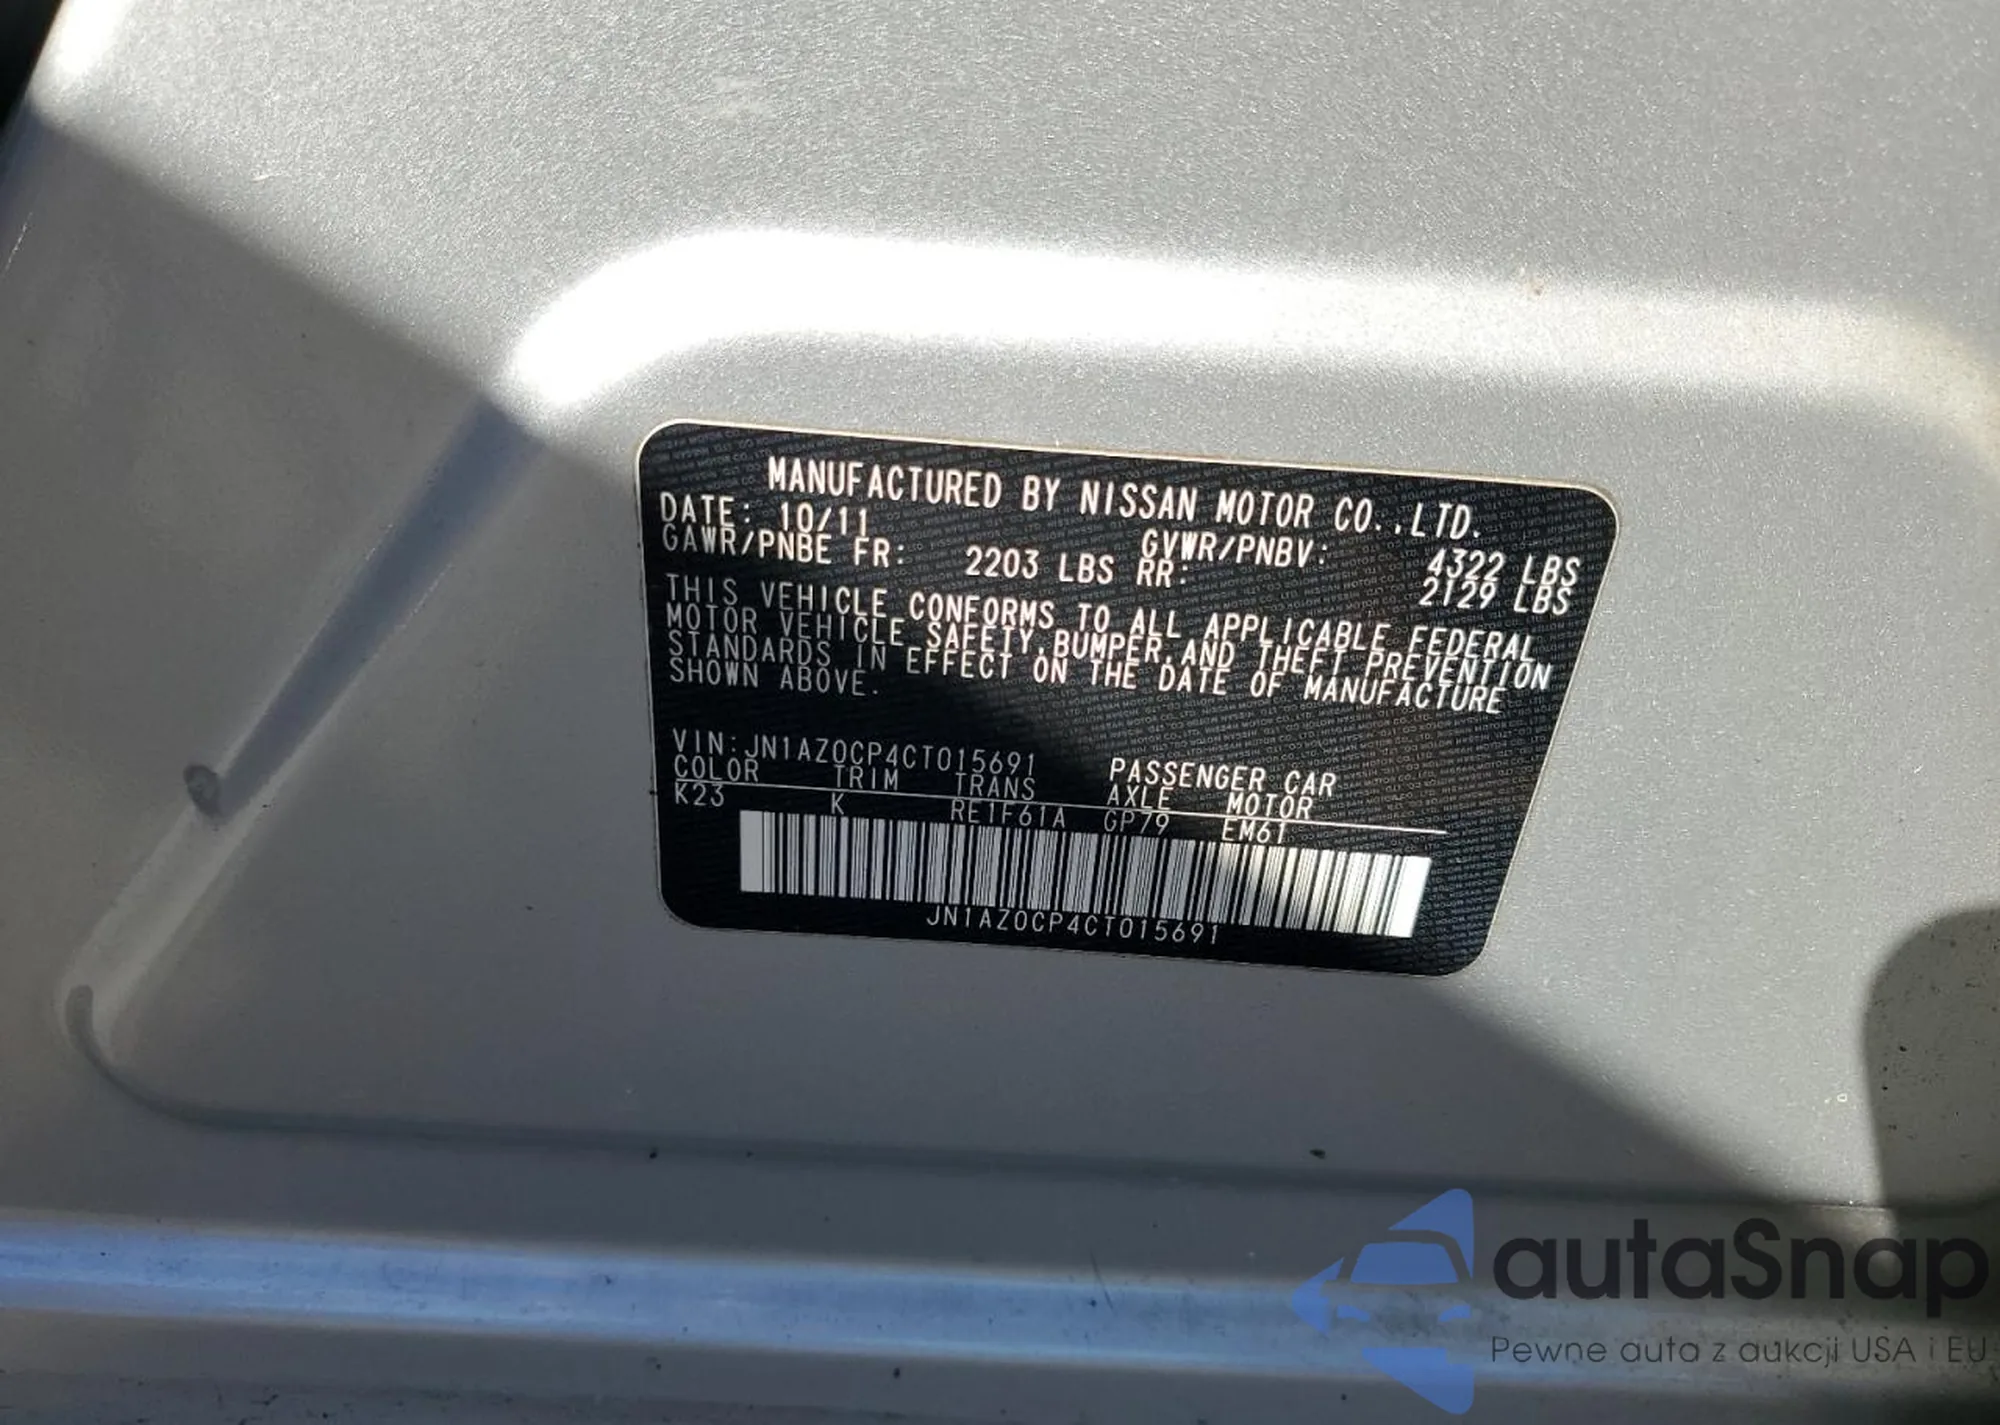 MANUFACTURED BY NISSAN MOTOR CO.,LTD.
DATE: 10/11 GVWR/PNBV: 4322 LBS
GAWR/PNBE FR: 2203 LBS RR: 2129 LBS
THIS VEHICLE CONFORMS TO ALL APPLICABLE FEDERAL
MOTOR VEHICLE SAFETY,BUMPER,AND THEFT PREVENTION
STANDARDS IN EFFECT ON THE DATE OF MANUFACTURE
SHOWN ABOVE.
VIN:JN1AZ0CP4CT015691 PASSENGER CAR
COLOR TRIM TRANS AXLE MOTOR
K23 K RE1F61A GP79 EM61
JN1AZ0CP4CT015691
autaSnap
Pewne auta z aukcji USA i EU